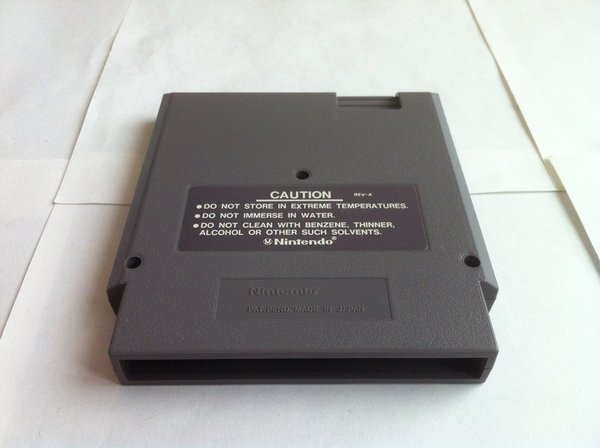 CAUTION REV-A
● DO NOT STORE IN EXTREME TEMPERATURES.
● DO NOT IMMERSE IN WATER.
● DO NOT CLEAN WITH BENZENE, THINNER,
ALCOHOL OR OTHER SUCH SOLVENTS.
Ⓜ Nintendo®
Nintendo®
PAT. PEND. MADE IN JAPAN